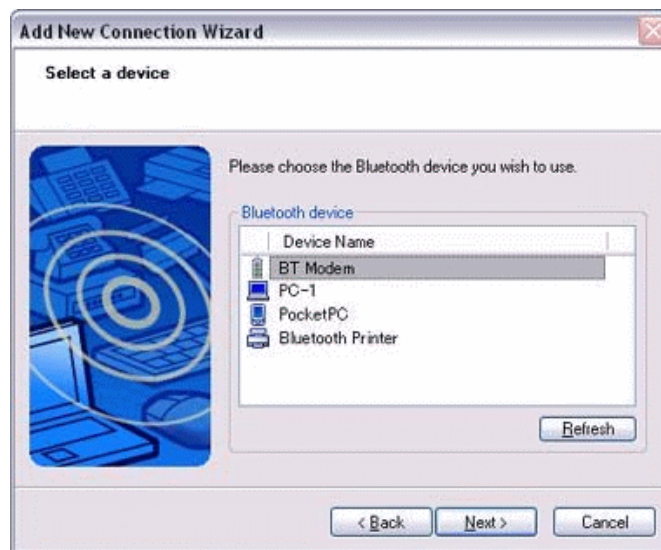 Add New Connection Wizard
Select a device
Please choose the Bluetooth device you wish to use.
Bluetooth device
Device Name
BT Modem
PC-1
PocketPC
Bluetooth Printer
Refresh
< Back Next > Cancel